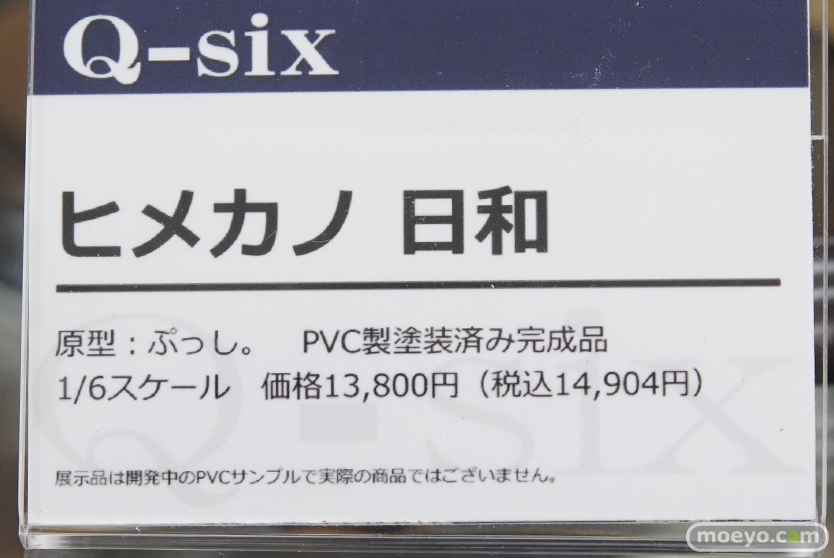 Q-six
ヒメカノ 日和
原型：ぷっし。 PVC製塗装済み完成品
1/6スケール 価格13,800円（税込14,904円）
展示品は開発中のPVCサンプルで実際の商品ではございません。
Q-six
moeyo.com